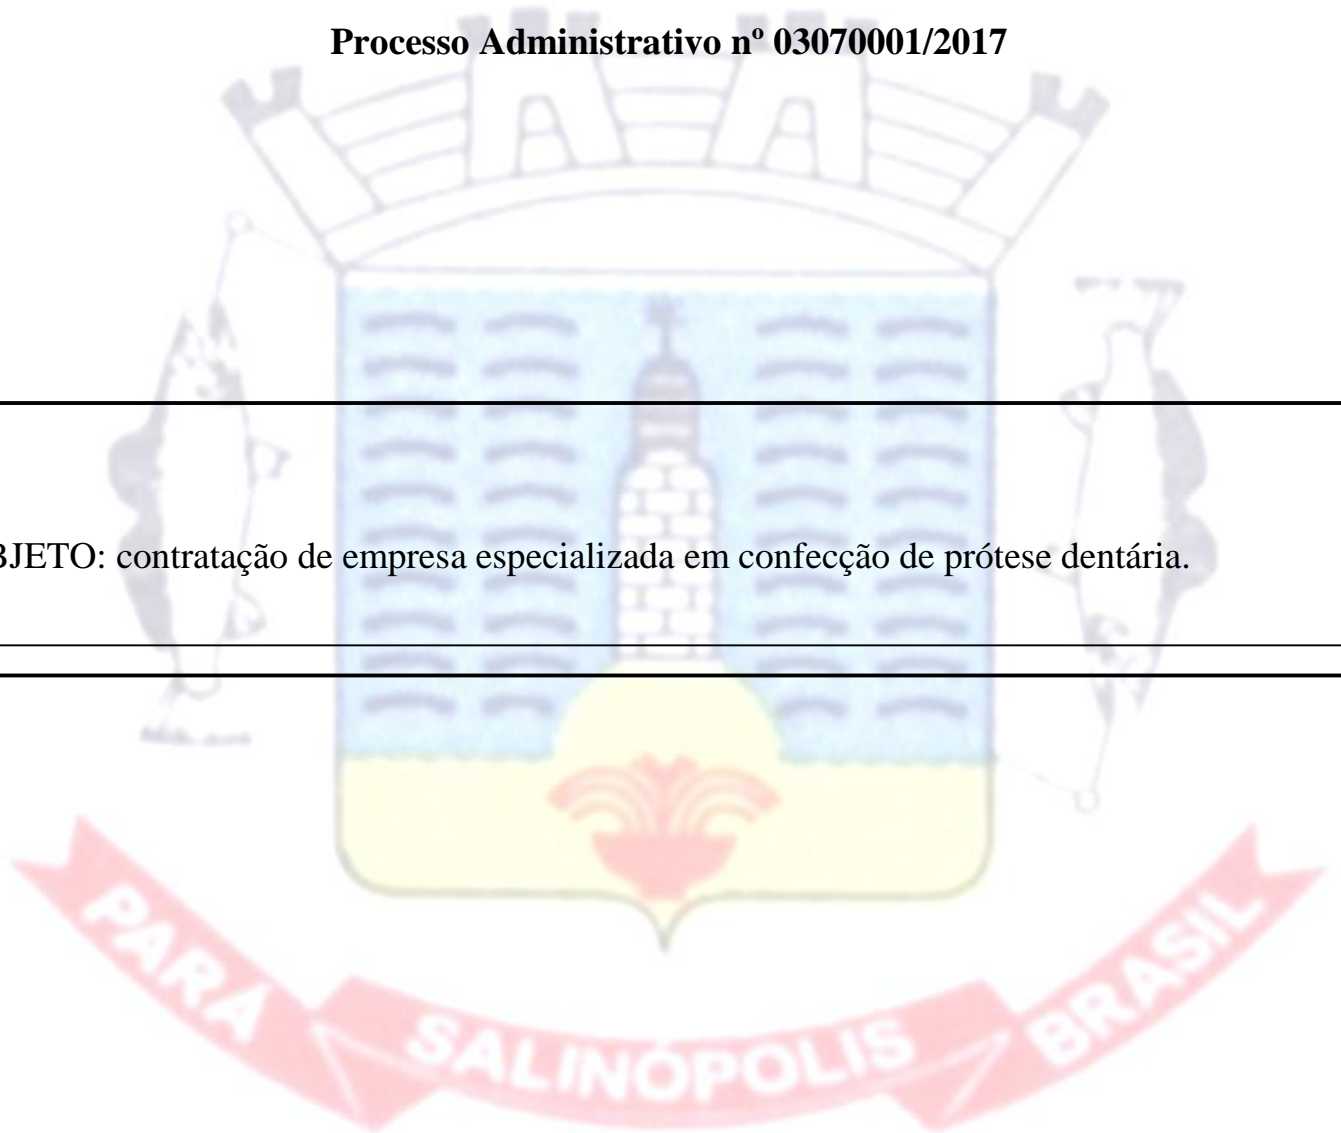 Processo Administrativo nº 03070001/2017
BJETO: contratação de empresa especializada em confecção de prótese dentária.
PARÁ SALINÓPOLIS BRASIL